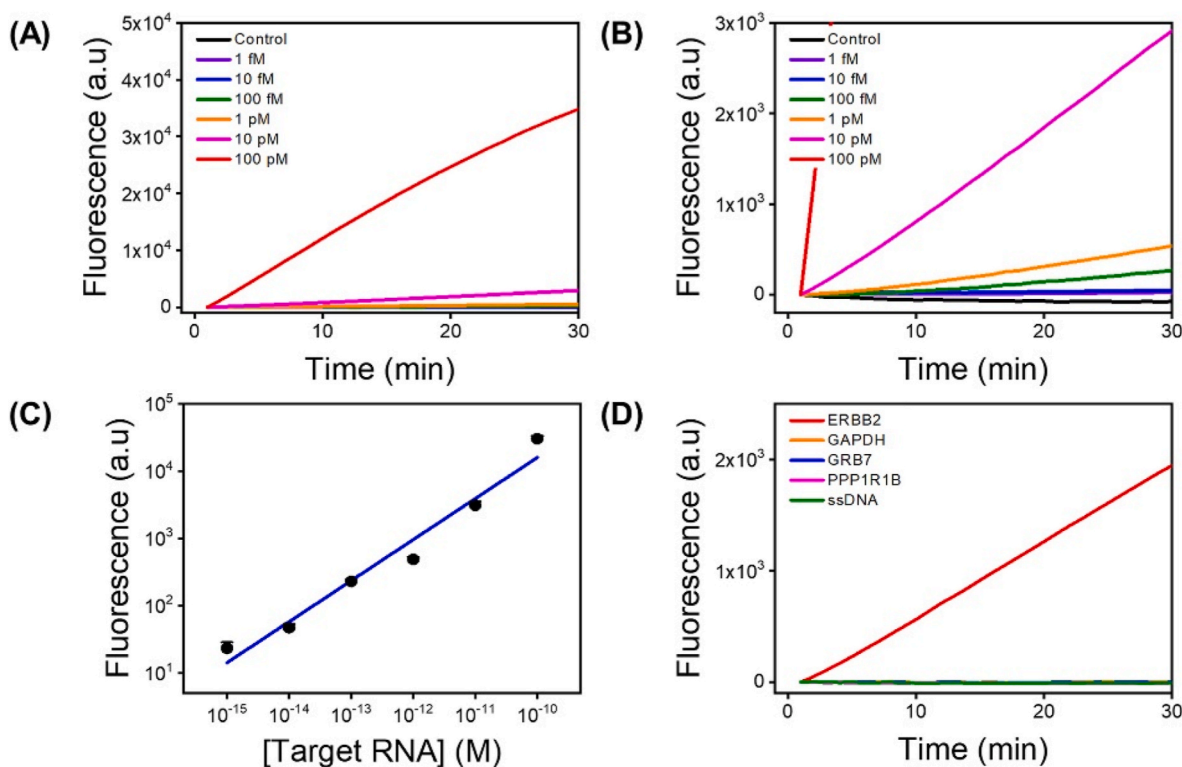 (A)
Fluorescence (a.u)
5x10⁴
4x10⁴
3x10⁴
2x10⁴
1x10⁴
0
Control
1 fM
10 fM
100 fM
1 pM
10 pM
100 pM
10
20
30
Time (min)
(B)
Fluorescence (a.u)
3x10³
2x10³
1x10³
0
Control
1 fM
10 fM
100 fM
1 pM
10 pM
100 pM
0
10
20
30
Time (min)
(C)
Fluorescence (a.u)
10⁵
10⁴
10³
10²
10¹
10⁻¹⁵
10⁻¹⁴
10⁻¹³
10⁻¹²
10⁻¹¹
10⁻¹⁰
[Target RNA] (M)
(D)
Fluorescence (a.u)
2x10³
1x10³
0
ERBB2
GAPDH
GRB7
PPP1R1B
ssDNA
0
10
20
30
Time (min)